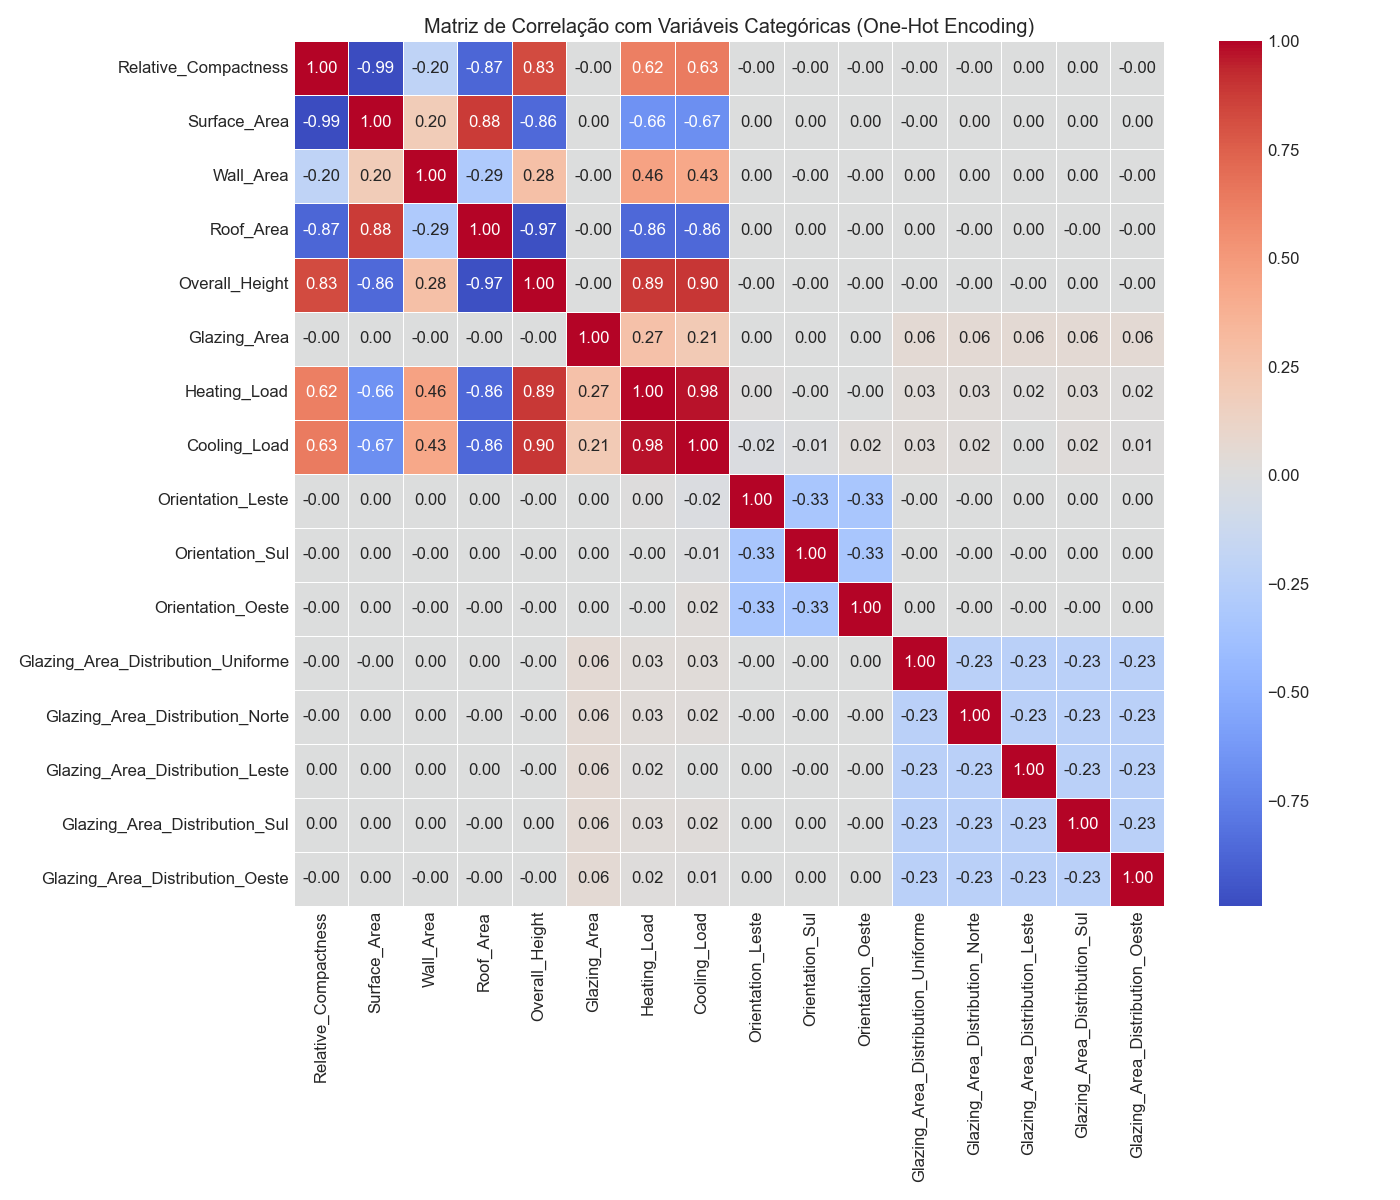 Matriz de Correlação com Variáveis Categóricas (One-Hot Encoding)
Relative_Compactness 1.00 -0.99 -0.20 -0.87 0.83 -0.00 0.62 0.63 -0.00 -0.00 -0.00 -0.00 -0.00 0.00 0.00 -0.00
Surface_Area -0.99 1.00 0.20 0.88 -0.86 0.00 -0.66 -0.67 0.00 0.00 0.00 -0.00 0.00 0.00 0.00 0.00
Wall_Area -0.20 0.20 1.00 -0.29 0.28 -0.00 0.46 0.43 0.00 -0.00 -0.00 0.00 0.00 0.00 0.00 -0.00
Roof_Area -0.87 0.88 -0.29 1.00 -0.97 -0.00 -0.86 -0.86 0.00 0.00 -0.00 0.00 -0.00 0.00 -0.00 -0.00
Overall_Height 0.83 -0.86 0.28 -0.97 1.00 -0.00 0.89 0.90 -0.00 -0.00 -0.00 -0.00 -0.00 -0.00 0.00 -0.00
Glazing_Area -0.00 0.00 -0.00 -0.00 -0.00 1.00 0.27 0.21 0.00 0.00 0.00 0.06 0.06 0.06 0.06 0.06
Heating_Load 0.62 -0.66 0.46 -0.86 0.89 0.27 1.00 0.98 0.00 -0.00 -0.00 0.03 0.03 0.02 0.03 0.02
Cooling_Load 0.63 -0.67 0.43 -0.86 0.90 0.21 0.98 1.00 -0.02 -0.01 0.02 0.03 0.02 0.00 0.02 0.01
Orientation_Leste -0.00 0.00 0.00 0.00 -0.00 0.00 0.00 -0.02 1.00 -0.33 -0.33 -0.00 -0.00 0.00 0.00 0.00
Orientation_Sul -0.00 0.00 -0.00 0.00 -0.00 0.00 -0.00 -0.01 -0.33 1.00 -0.33 -0.00 -0.00 -0.00 0.00 0.00
Orientation_Oeste -0.00 0.00 -0.00 -0.00 -0.00 0.00 -0.00 0.02 -0.33 -0.33 1.00 0.00 -0.00 -0.00 -0.00 0.00
Glazing_Area_Distribution_Uniforme -0.00 -0.00 0.00 0.00 -0.00 0.06 0.03 0.03 -0.00 -0.00 0.00 1.00 -0.23 -0.23 -0.23 -0.23
Glazing_Area_Distribution_Norte -0.00 0.00 0.00 -0.00 -0.00 0.06 0.03 0.02 -0.00 -0.00 -0.00 -0.23 1.00 -0.23 -0.23 -0.23
Glazing_Area_Distribution_Leste 0.00 0.00 0.00 0.00 -0.00 0.06 0.02 0.00 0.00 -0.00 -0.00 -0.23 -0.23 1.00 -0.23 -0.23
Glazing_Area_Distribution_Sul 0.00 0.00 0.00 -0.00 0.00 0.06 0.03 0.02 0.00 0.00 -0.00 -0.23 -0.23 -0.23 1.00 -0.23
Glazing_Area_Distribution_Oeste -0.00 0.00 -0.00 -0.00 -0.00 0.06 0.02 0.01 0.00 0.00 0.00 -0.23 -0.23 -0.23 -0.23 1.00
Relative_Compactness
Surface_Area
Wall_Area
Roof_Area
Overall_Height
Glazing_Area
Heating_Load
Cooling_Load
Orientation_Leste
Orientation_Sul
Orientation_Oeste
Glazing_Area_Distribution_Uniforme
Glazing_Area_Distribution_Norte
Glazing_Area_Distribution_Leste
Glazing_Area_Distribution_Sul
Glazing_Area_Distribution_Oeste
1.00
0.75
0.50
0.25
0.00
−0.25
−0.50
−0.75